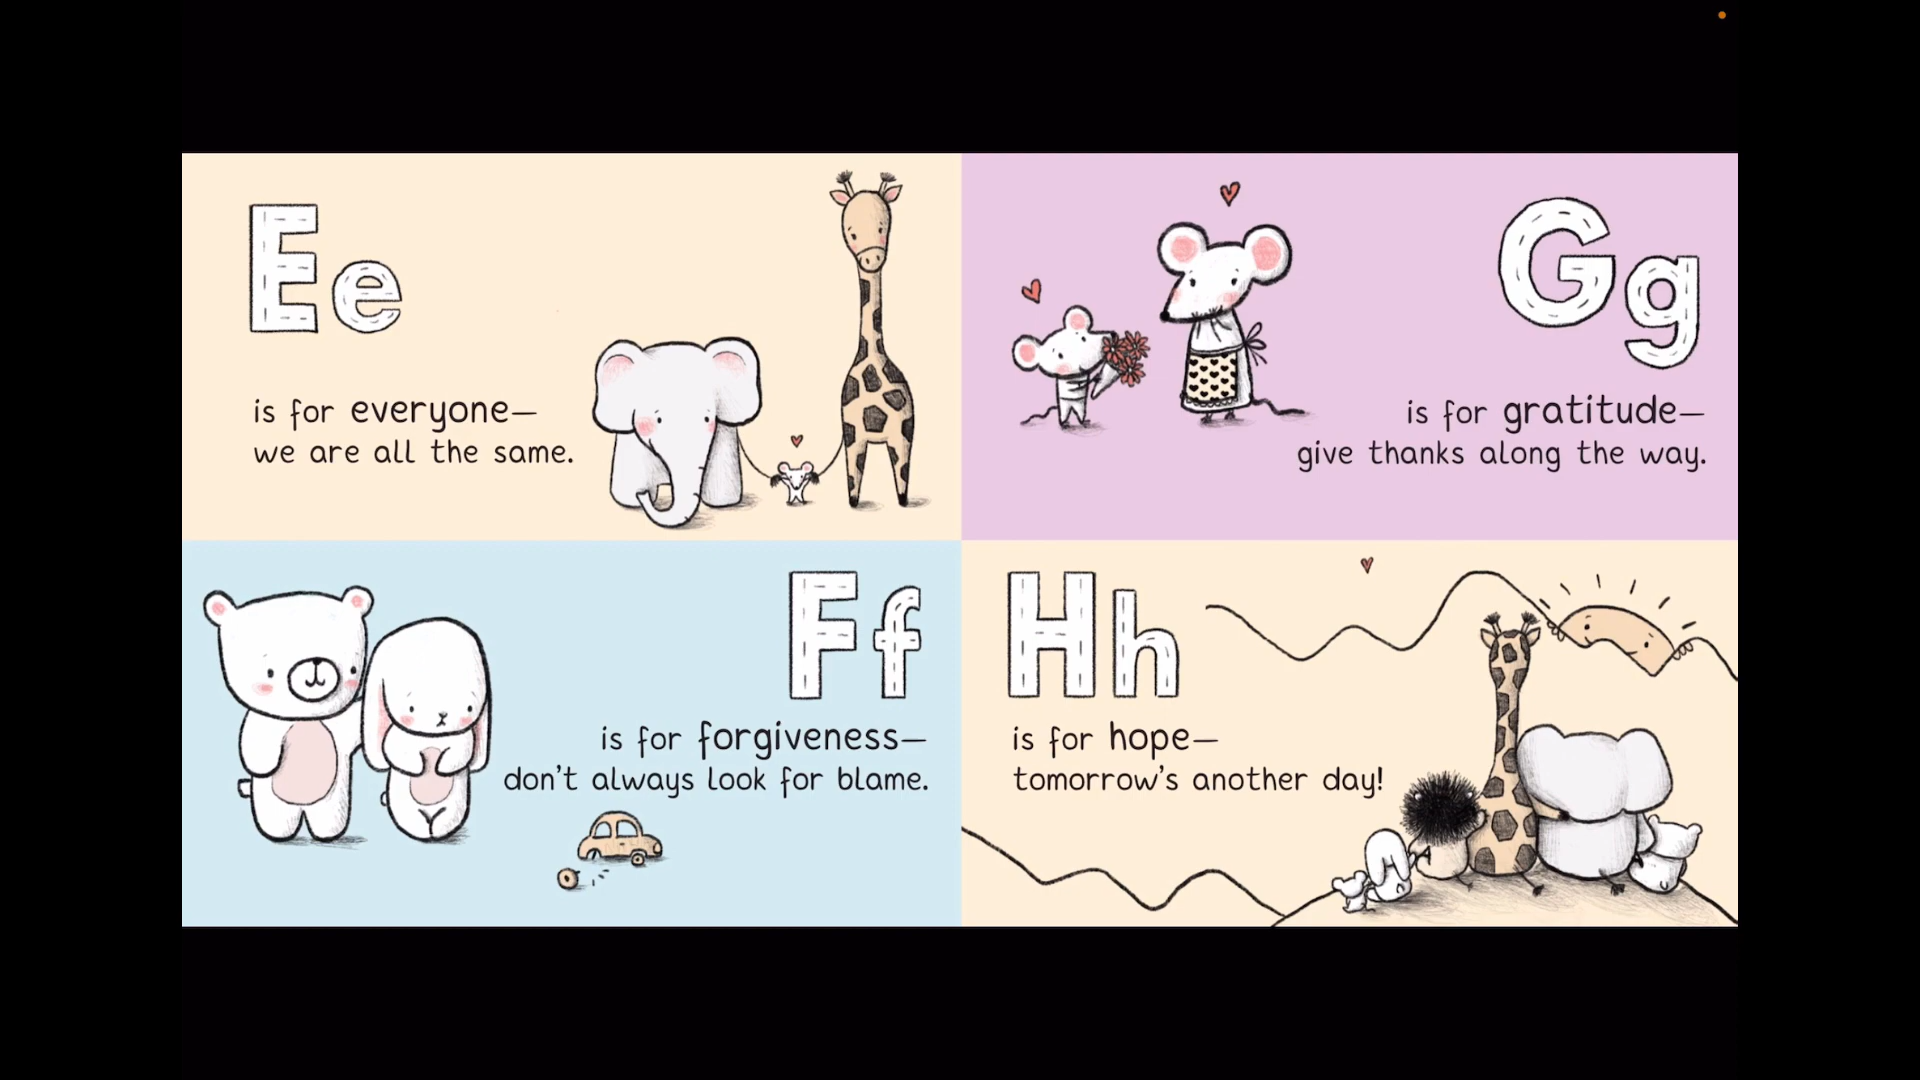 Ee
is for everyone—
we are all the same.
Ff
is for forgiveness—
don't always look for blame.
Gg
is for gratitude—
give thanks along the way.
Hh
is for hope—
tomorrow's another day!